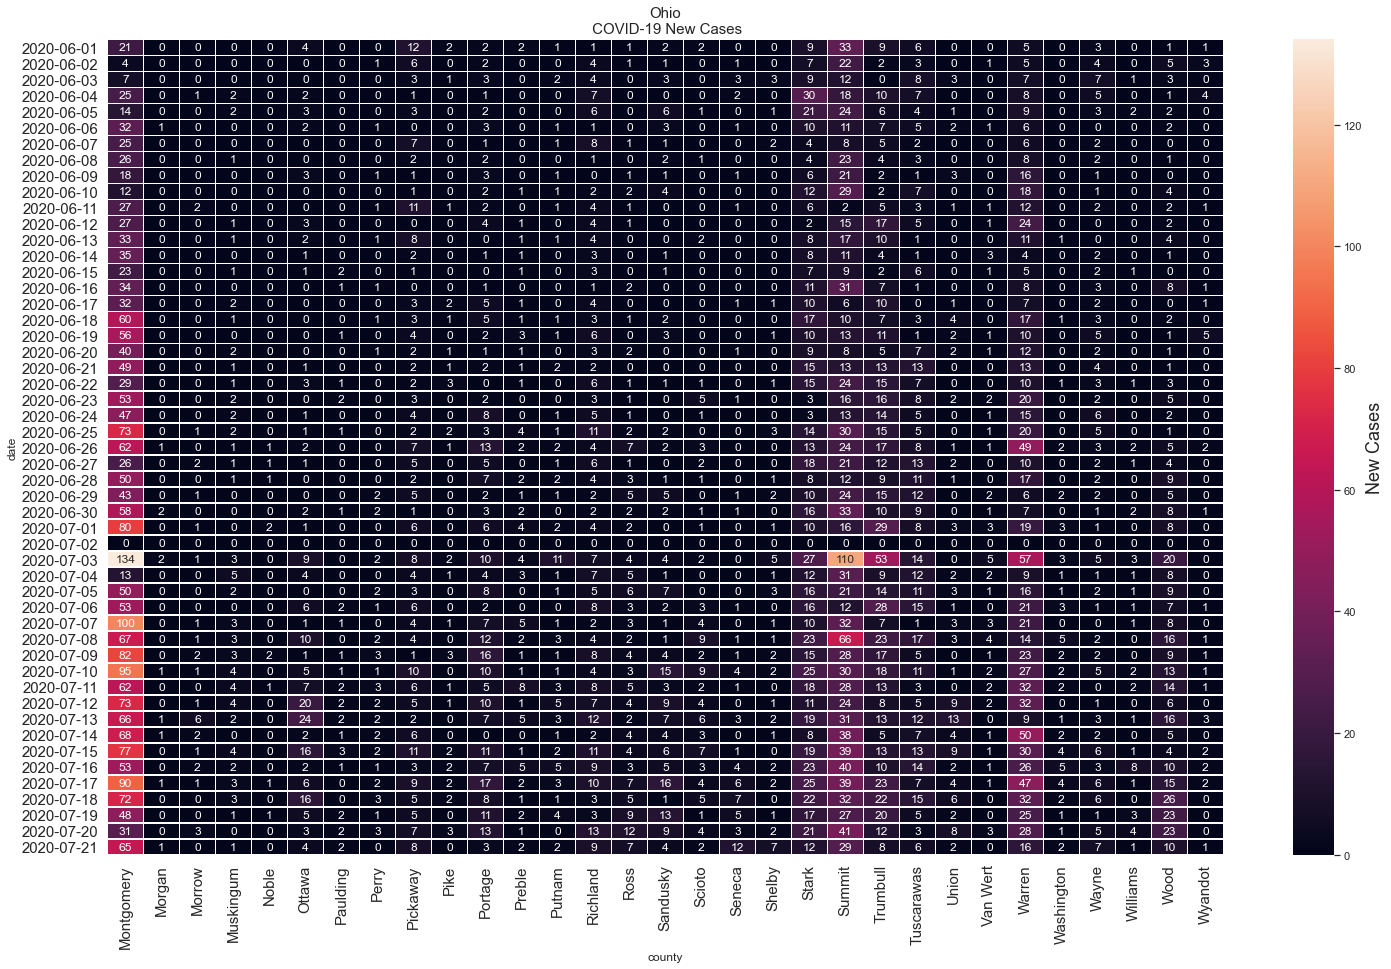 Ohio
COVID-19 New Cases
2020-06-01 21 0 0 0 0 4 0 0 12 2 2 2 1 1 1 2 2 0 0 9 33 9 6 0 0 5 0 3 0 1 1
2020-06-02 4 0 0 0 0 0 0 1 6 0 2 0 0 4 1 1 0 1 0 7 22 2 3 0 1 5 0 4 0 5 3
2020-06-03 7 0 0 0 0 0 0 0 3 1 3 0 2 4 0 3 0 3 3 9 12 0 8 3 0 7 0 7 1 3 0
2020-06-04 25 0 1 2 0 2 0 0 1 0 1 0 0 7 0 0 0 2 0 30 18 10 7 0 0 8 0 5 0 1 4
2020-06-05 14 0 0 2 0 3 0 0 3 0 2 0 0 6 0 6 1 0 1 21 24 6 4 1 0 9 0 3 2 2 0
2020-06-06 32 1 0 0 0 2 0 1 0 0 3 0 1 1 0 3 0 1 0 10 11 7 5 2 1 6 0 0 0 2 0
2020-06-07 25 0 0 0 0 0 0 0 7 0 1 0 1 8 1 1 0 0 2 4 8 5 2 0 0 6 0 2 0 0 0
2020-06-08 26 0 0 1 0 0 0 0 2 0 2 0 0 1 0 2 1 0 0 4 23 4 3 0 0 8 0 2 0 1 0
2020-06-09 18 0 0 0 0 3 0 1 1 0 3 0 1 1 0 1 0 0 1 6 21 2 1 3 0 16 0 1 0 0 0
2020-06-10 12 0 0 0 0 0 0 0 1 0 2 1 1 2 2 4 0 0 0 12 29 2 7 0 0 18 0 1 0 4 0
2020-06-11 27 0 2 0 0 0 0 1 11 1 2 0 1 4 1 0 0 1 0 6 2 5 3 1 1 12 0 2 0 2 1
2020-06-12 27 0 0 1 0 3 0 0 0 0 4 1 0 4 1 0 0 0 0 2 15 17 5 0 1 24 0 0 0 2 0
2020-06-13 33 0 0 1 0 2 0 1 8 0 0 1 1 4 0 0 2 0 0 8 17 10 1 0 0 11 1 0 0 4 0
2020-06-14 35 0 0 0 0 1 0 0 2 0 1 1 0 3 0 1 0 0 0 8 11 4 1 0 3 4 0 2 0 1 0
2020-06-15 23 0 0 1 0 1 2 0 1 0 0 1 0 3 0 1 0 0 0 7 9 2 6 0 1 5 0 2 1 0 0
2020-06-16 34 0 0 0 0 0 1 1 0 0 1 0 0 1 2 0 0 0 0 11 31 7 1 0 0 8 0 3 0 8 1
2020-06-17 32 0 0 2 0 0 0 0 3 2 5 1 0 4 0 0 0 1 1 10 6 10 0 1 0 7 0 2 0 0 1
2020-06-18 60 0 0 0 0 0 0 1 3 1 5 1 1 3 1 2 0 0 0 17 10 7 3 4 0 17 1 3 0 2 0
2020-06-19 56 0 0 0 0 0 1 0 4 0 2 3 1 6 0 3 0 0 1 10 13 11 1 2 1 10 0 5 0 1 5
2020-06-20 40 0 0 2 0 0 0 1 2 1 1 1 0 3 2 0 0 1 0 9 8 5 7 2 1 12 0 2 0 1 0
2020-06-21 49 0 0 1 0 1 0 0 2 1 2 1 2 2 0 0 0 0 0 15 13 13 13 0 0 13 0 4 0 1 0
2020-06-22 29 0 0 1 0 3 1 0 2 3 0 1 0 6 1 1 1 0 1 15 24 15 7 0 0 10 1 3 1 3 0
2020-06-23 53 0 0 2 0 0 2 0 3 0 2 0 0 3 1 0 5 1 0 3 16 16 8 2 2 20 0 2 0 5 0
2020-06-24 47 0 0 2 0 1 0 0 4 0 8 0 1 5 1 0 1 0 0 3 13 14 5 0 1 15 0 6 0 2 0
2020-06-25 73 0 1 2 0 1 1 0 2 2 3 4 1 11 2 2 0 0 3 14 30 15 5 0 1 20 0 5 0 1 0
2020-06-26 62 1 0 1 1 2 0 0 7 1 13 2 2 4 7 2 3 0 0 13 24 17 8 1 1 49 2 3 2 5 2
2020-06-27 26 0 2 1 1 1 0 0 5 0 5 0 1 6 1 0 2 0 0 18 21 12 13 2 0 10 0 2 1 4 0
2020-06-28 50 0 0 1 1 0 0 0 2 0 7 2 2 4 3 1 1 0 1 8 12 9 11 1 0 17 0 2 0 9 0
2020-06-29 43 0 1 0 0 0 0 2 5 0 2 1 1 2 5 5 0 1 2 10 24 15 12 0 2 6 2 2 0 5 0
2020-06-30 58 2 0 0 0 2 1 2 1 0 3 2 0 2 2 2 1 1 0 16 33 10 9 0 1 7 0 1 2 8 1
2020-07-01 80 0 1 0 2 1 0 0 6 0 6 4 2 4 2 0 1 0 1 10 16 29 8 3 3 19 3 1 0 8 0
2020-07-02 0 0 0 0 0 0 0 0 0 0 0 0 0 0 0 0 0 0 0 0 0 0 0 0 0 0 0 0 0 0 0
2020-07-03 134 2 1 3 0 9 0 2 8 2 10 4 11 7 4 4 2 0 5 27 110 53 14 0 5 57 3 5 3 20 0
2020-07-04 13 0 0 5 0 4 0 0 4 1 4 3 1 7 5 1 0 0 1 12 31 9 12 2 2 9 1 1 1 8 0
2020-07-05 50 0 0 2 0 0 0 2 3 0 8 0 1 5 6 7 0 0 3 16 21 14 11 3 1 16 1 2 1 9 0
2020-07-06 53 0 0 0 0 6 2 1 6 0 2 0 0 8 3 2 3 1 0 16 12 28 15 1 0 21 3 1 1 7 1
2020-07-07 100 0 1 3 0 1 1 0 4 1 7 5 1 2 3 1 4 0 1 10 32 7 1 3 3 21 0 0 1 8 0
2020-07-08 67 0 1 3 0 10 0 2 4 0 12 2 3 4 2 1 9 1 1 23 66 23 17 3 4 14 5 2 0 16 1
2020-07-09 82 0 2 3 2 1 1 3 1 3 16 1 1 8 4 4 2 1 2 15 28 17 5 0 1 23 2 2 0 9 1
2020-07-10 95 1 1 4 0 5 1 1 10 0 10 1 1 4 3 15 9 4 2 25 30 18 11 1 2 27 2 5 2 13 1
2020-07-11 62 0 0 4 1 7 2 3 6 1 5 8 3 8 5 3 2 1 0 18 28 13 3 0 2 32 2 0 2 14 1
2020-07-12 73 0 1 4 0 20 2 2 5 1 10 1 5 7 4 9 4 0 1 11 24 8 5 9 2 32 0 1 0 6 0
2020-07-13 66 1 6 2 0 24 2 2 2 0 7 5 3 12 2 7 6 3 2 19 31 13 12 13 0 9 1 3 1 16 3
2020-07-14 68 1 2 0 0 2 1 2 6 0 0 1 2 2 4 4 3 0 1 8 38 5 7 4 1 50 2 2 0 5 0
2020-07-15 77 0 1 4 0 16 3 2 11 2 11 1 2 11 4 6 7 1 0 19 39 13 13 9 1 30 4 6 1 4 2
2020-07-16 53 0 2 2 0 2 1 1 3 2 7 5 5 9 3 5 3 4 2 23 40 10 14 2 1 26 5 3 8 10 2
2020-07-17 90 1 1 3 1 6 0 2 9 2 17 2 3 10 7 16 4 6 2 25 39 23 7 4 1 47 4 6 1 15 2
2020-07-18 72 0 0 3 0 16 0 3 5 2 8 1 1 3 5 1 5 7 0 22 32 22 15 6 0 32 2 6 0 26 0
2020-07-19 48 0 0 1 1 5 2 1 5 0 11 2 4 3 9 13 1 5 1 17 27 20 5 2 0 25 1 1 3 23 0
2020-07-20 31 0 3 0 0 3 2 3 7 3 13 1 0 13 12 9 4 3 2 21 41 12 3 8 3 28 1 5 4 23 0
2020-07-21 65 1 0 1 0 4 2 0 8 0 3 2 2 9 7 4 2 12 7 12 29 8 6 2 0 16 2 7 1 10 1
date
Montgomery Morgan Morrow Muskingum Noble Ottawa Paulding Perry Pickaway Pike Portage Preble Putnam Richland Ross Sandusky Scioto Seneca Shelby Stark Summit Trumbull Tuscarawas Union Van Wert Warren Washington Wayne Williams Wood Wyandot
county
120
100
80
60
40
20
0
New Cases